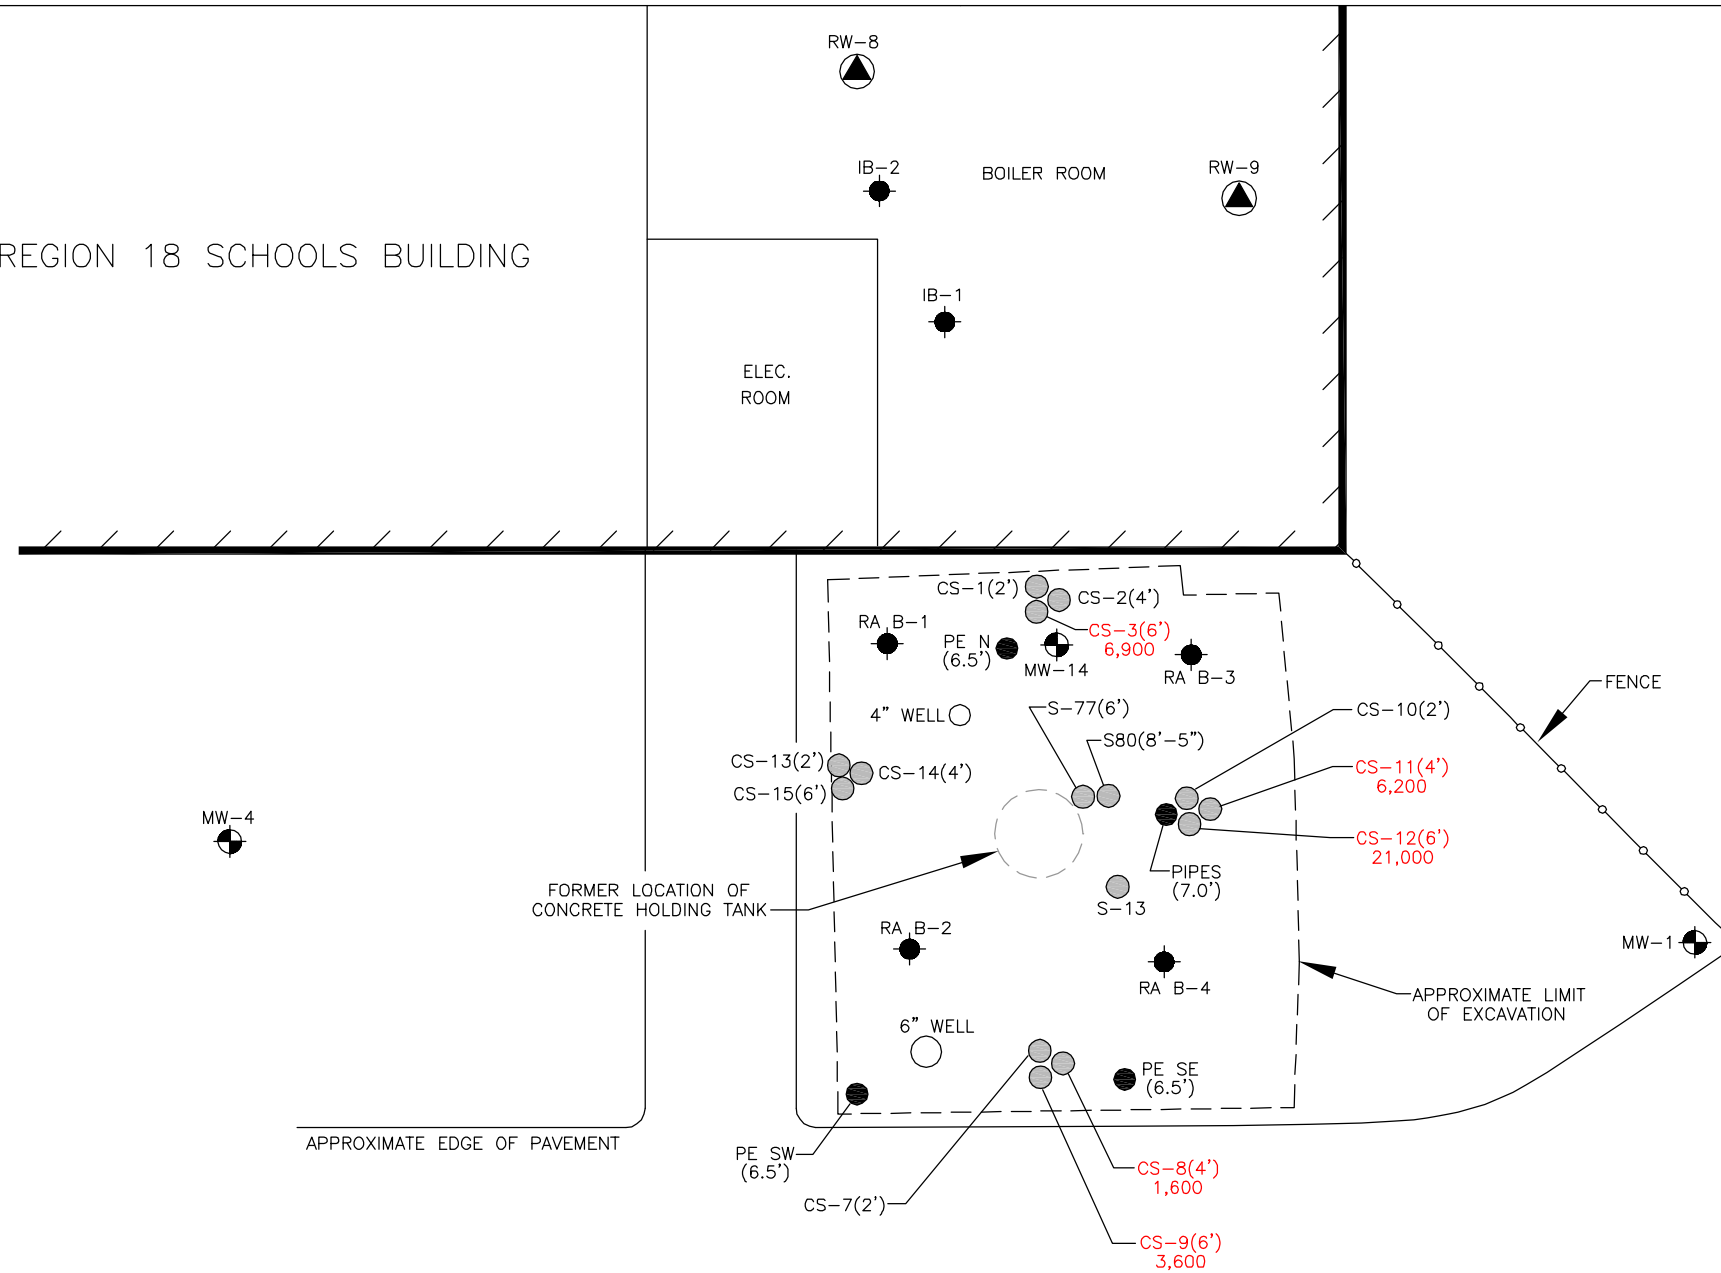 RW-8
IB-2
BOILER ROOM
RW-9
REGION 18 SCHOOLS BUILDING
IB-1
ELEC.
ROOM
CS-1(2')
CS-2(4')
RA B-1
CS-3(6')
6,900
PE N
(6.5')
MW-14
RA B-3
FENCE
4" WELL
S-77(6')
CS-10(2')
S80(8'-5")
CS-13(2')
CS-14(4')
CS-11(4')
6,200
CS-15(6')
MW-4
CS-12(6')
21,000
PIPES
(7.0')
FORMER LOCATION OF
CONCRETE HOLDING TANK
S-13
RA B-2
MW-1
RA B-4
APPROXIMATE LIMIT
OF EXCAVATION
6" WELL
PE SE
(6.5')
APPROXIMATE EDGE OF PAVEMENT
PE SW
(6.5')
CS-8(4')
1,600
CS-7(2')
CS-9(6')
3,600